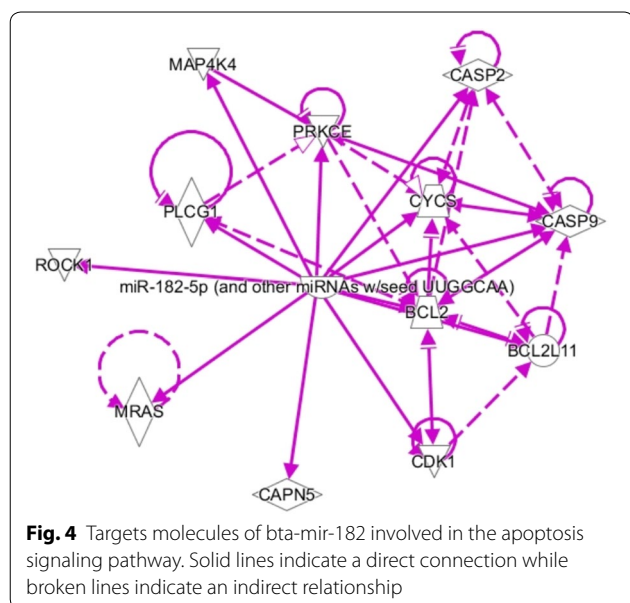 MAP4K4
CASP2
PRKCE
CYCS
PLCG1
CASP9
ROCK1
miR-182-5p (and other miRNAs w/seed UUGGCAA)
BCL2
BCL2L11
MRAS
CDK1
CAPN5
Fig. 4 Targets molecules of bta-mir-182 involved in the apoptosis
signaling pathway. Solid lines indicate a direct connection while
broken lines indicate an indirect relationship